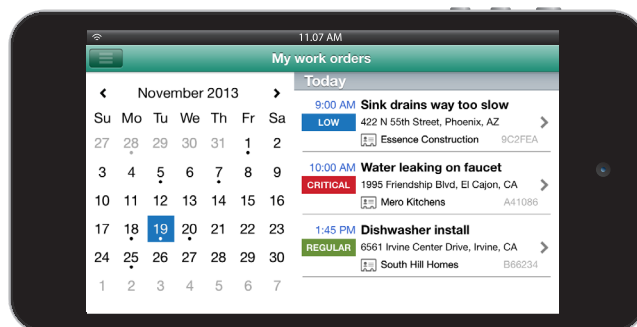 11.07 AM
My work orders
November 2013
Su Mo Tu We Th Fr Sa
27 28 29 30 31 1 2
3 4 5 6 7 8 9
10 11 12 13 14 15 16
17 18 19 20 21 22 23
24 25 26 27 28 29 30
1 2 3 4 5 6 7
Today
9:00 AM Sink drains way too slow
LOW 422 N 55th Street, Phoenix, AZ
Essence Construction 9C2FEA
10:00 AM Water leaking on faucet
CRITICAL 1995 Friendship Blvd, El Cajon, CA
Mero Kitchens A41086
1:45 PM Dishwasher install
REGULAR 6561 Irvine Center Drive, Irvine, CA
South Hill Homes B66234